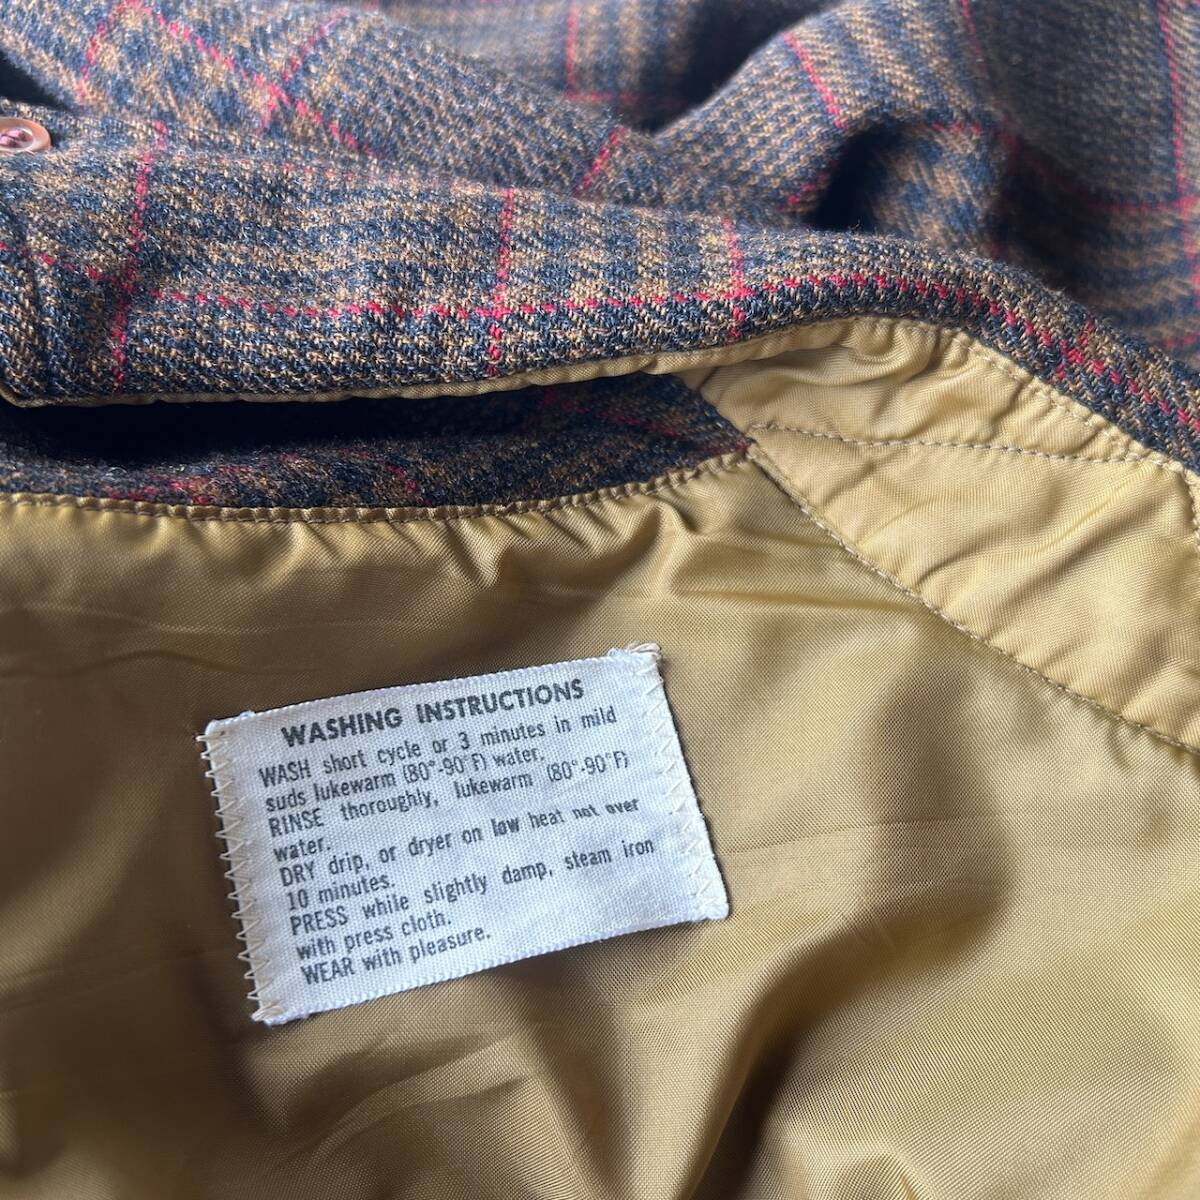 WASHING INSTRUCTIONS
WASH short cycle or 3 minutes in mild
suds lukewarm (80°-90°F) water.
RINSE thoroughly, lukewarm (80°-90°F)
water.
DRY drip, or dryer on low heat not over
10 minutes.
PRESS while slightly damp, steam iron
with press cloth.
WEAR with pleasure.